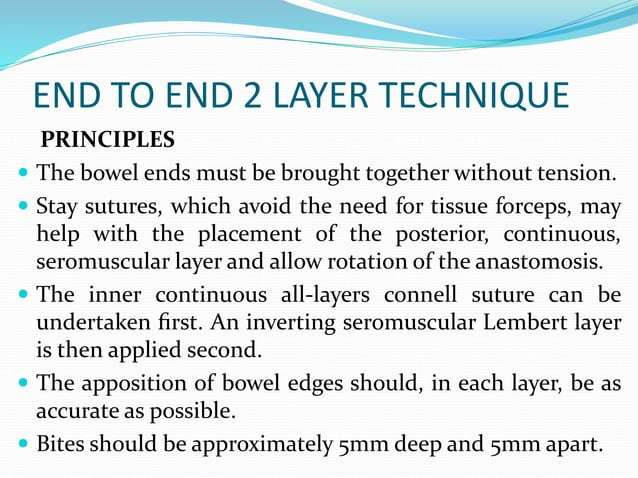 END TO END 2 LAYER TECHNIQUE
PRINCIPLES
The bowel ends must be brought together without tension.
Stay sutures, which avoid the need for tissue forceps, may
help with the placement of the posterior, continuous,
seromuscular layer and allow rotation of the anastomosis.
The inner continuous all-layers connell suture can be
undertaken first. An inverting seromuscular Lembert layer
is then applied second.
The apposition of bowel edges should, in each layer, be as
accurate as possible.
Bites should be approximately 5mm deep and 5mm apart.